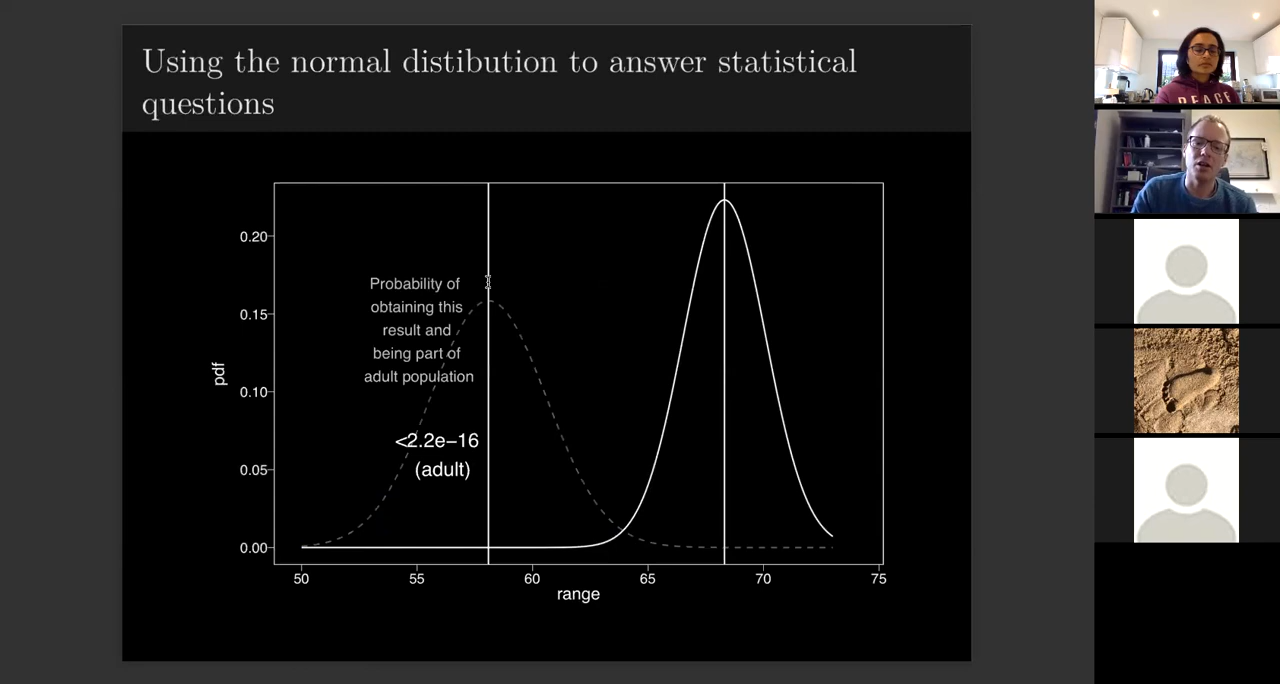 Using the normal distibution to answer statistical
questions
0.20
0.15
0.10
0.05
0.00
pdf
Probability of
obtaining this
result and
being part of
adult population
<2.2e−16
(adult)
50 55 60 65 70 75
range
PEACE